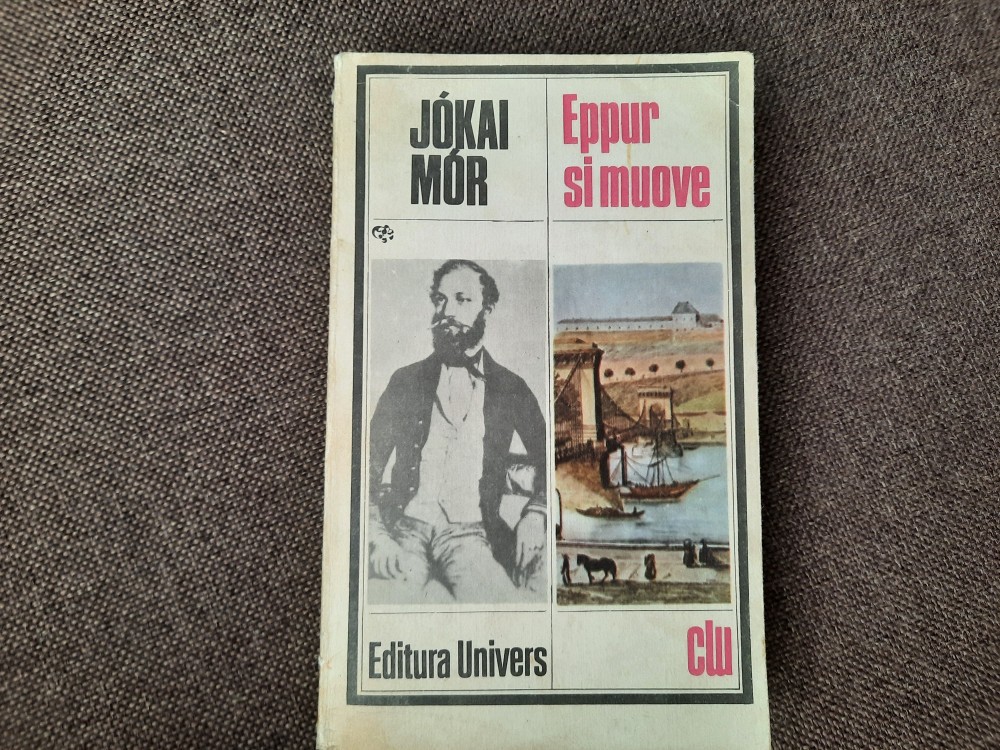 JÓKAI
MÓR
Eppur
si muove
Editura Univers
clu